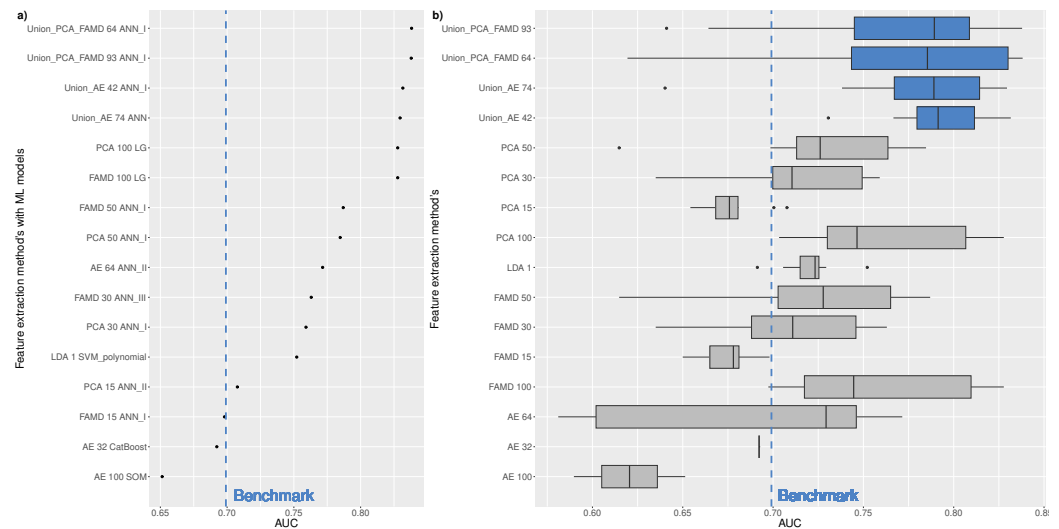 a)
Feature extraction method's with ML models
Union_PCA_FAMD 64 ANN_I
Union_PCA_FAMD 93 ANN_I
Union_AE 42 ANN_I
Union_AE 74 ANN
PCA 100 LG
FAMD 100 LG
FAMD 50 ANN_I
PCA 50 ANN_I
AE 64 ANN_II
FAMD 30 ANN_III
PCA 30 ANN_I
LDA 1 SVM_polynomial
PCA 15 ANN_II
FAMD 15 ANN_I
AE 32 CatBoost
AE 100 SOM
Benchmark
0.65 0.70 0.75 0.80
AUC
b)
Feature extraction method's
Union_PCA_FAMD 93
Union_PCA_FAMD 64
Union_AE 74
Union_AE 42
PCA 50
PCA 30
PCA 15
PCA 100
LDA 1
FAMD 50
FAMD 30
FAMD 15
FAMD 100
AE 64
AE 32
AE 100
Benchmark
0.60 0.65 0.70 0.75 0.80 0.85
AUC